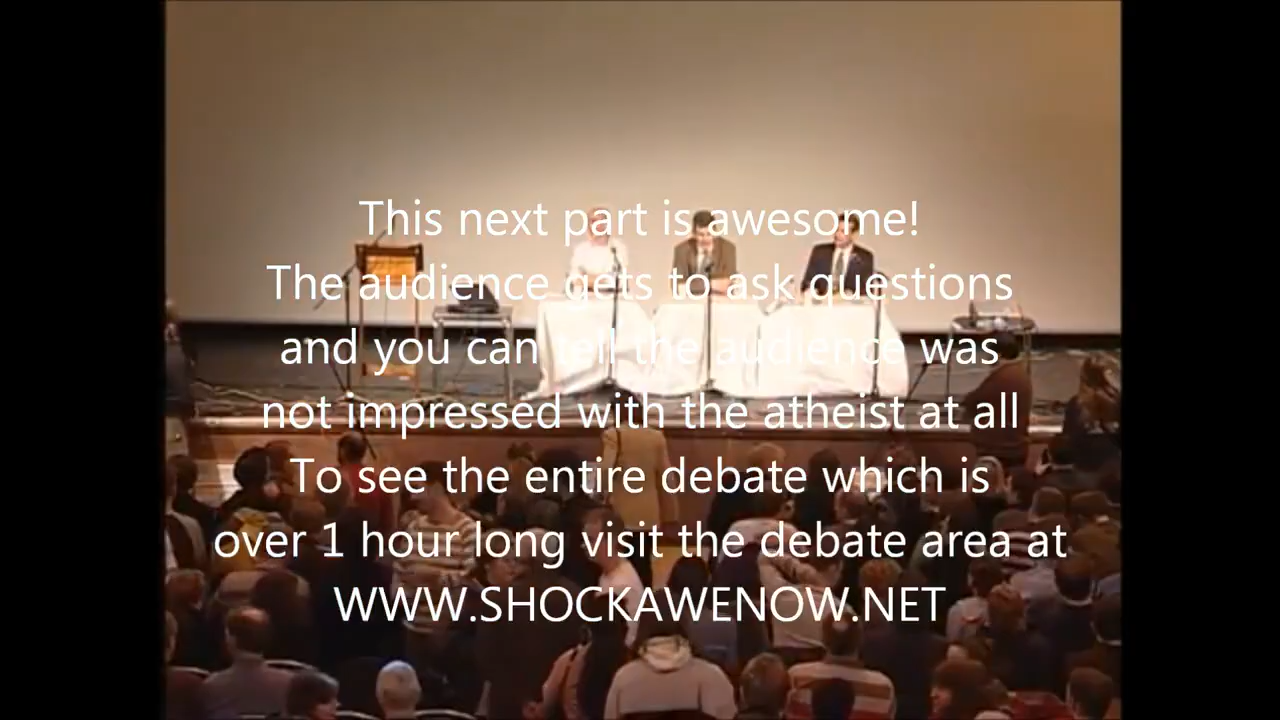 This next part is awesome!
The audience gets to ask questions
and you can tell the audience was
not impressed with the atheist at all
To see the entire debate which is
over 1 hour long visit the debate area at
WWW.SHOCKAWENOW.NET